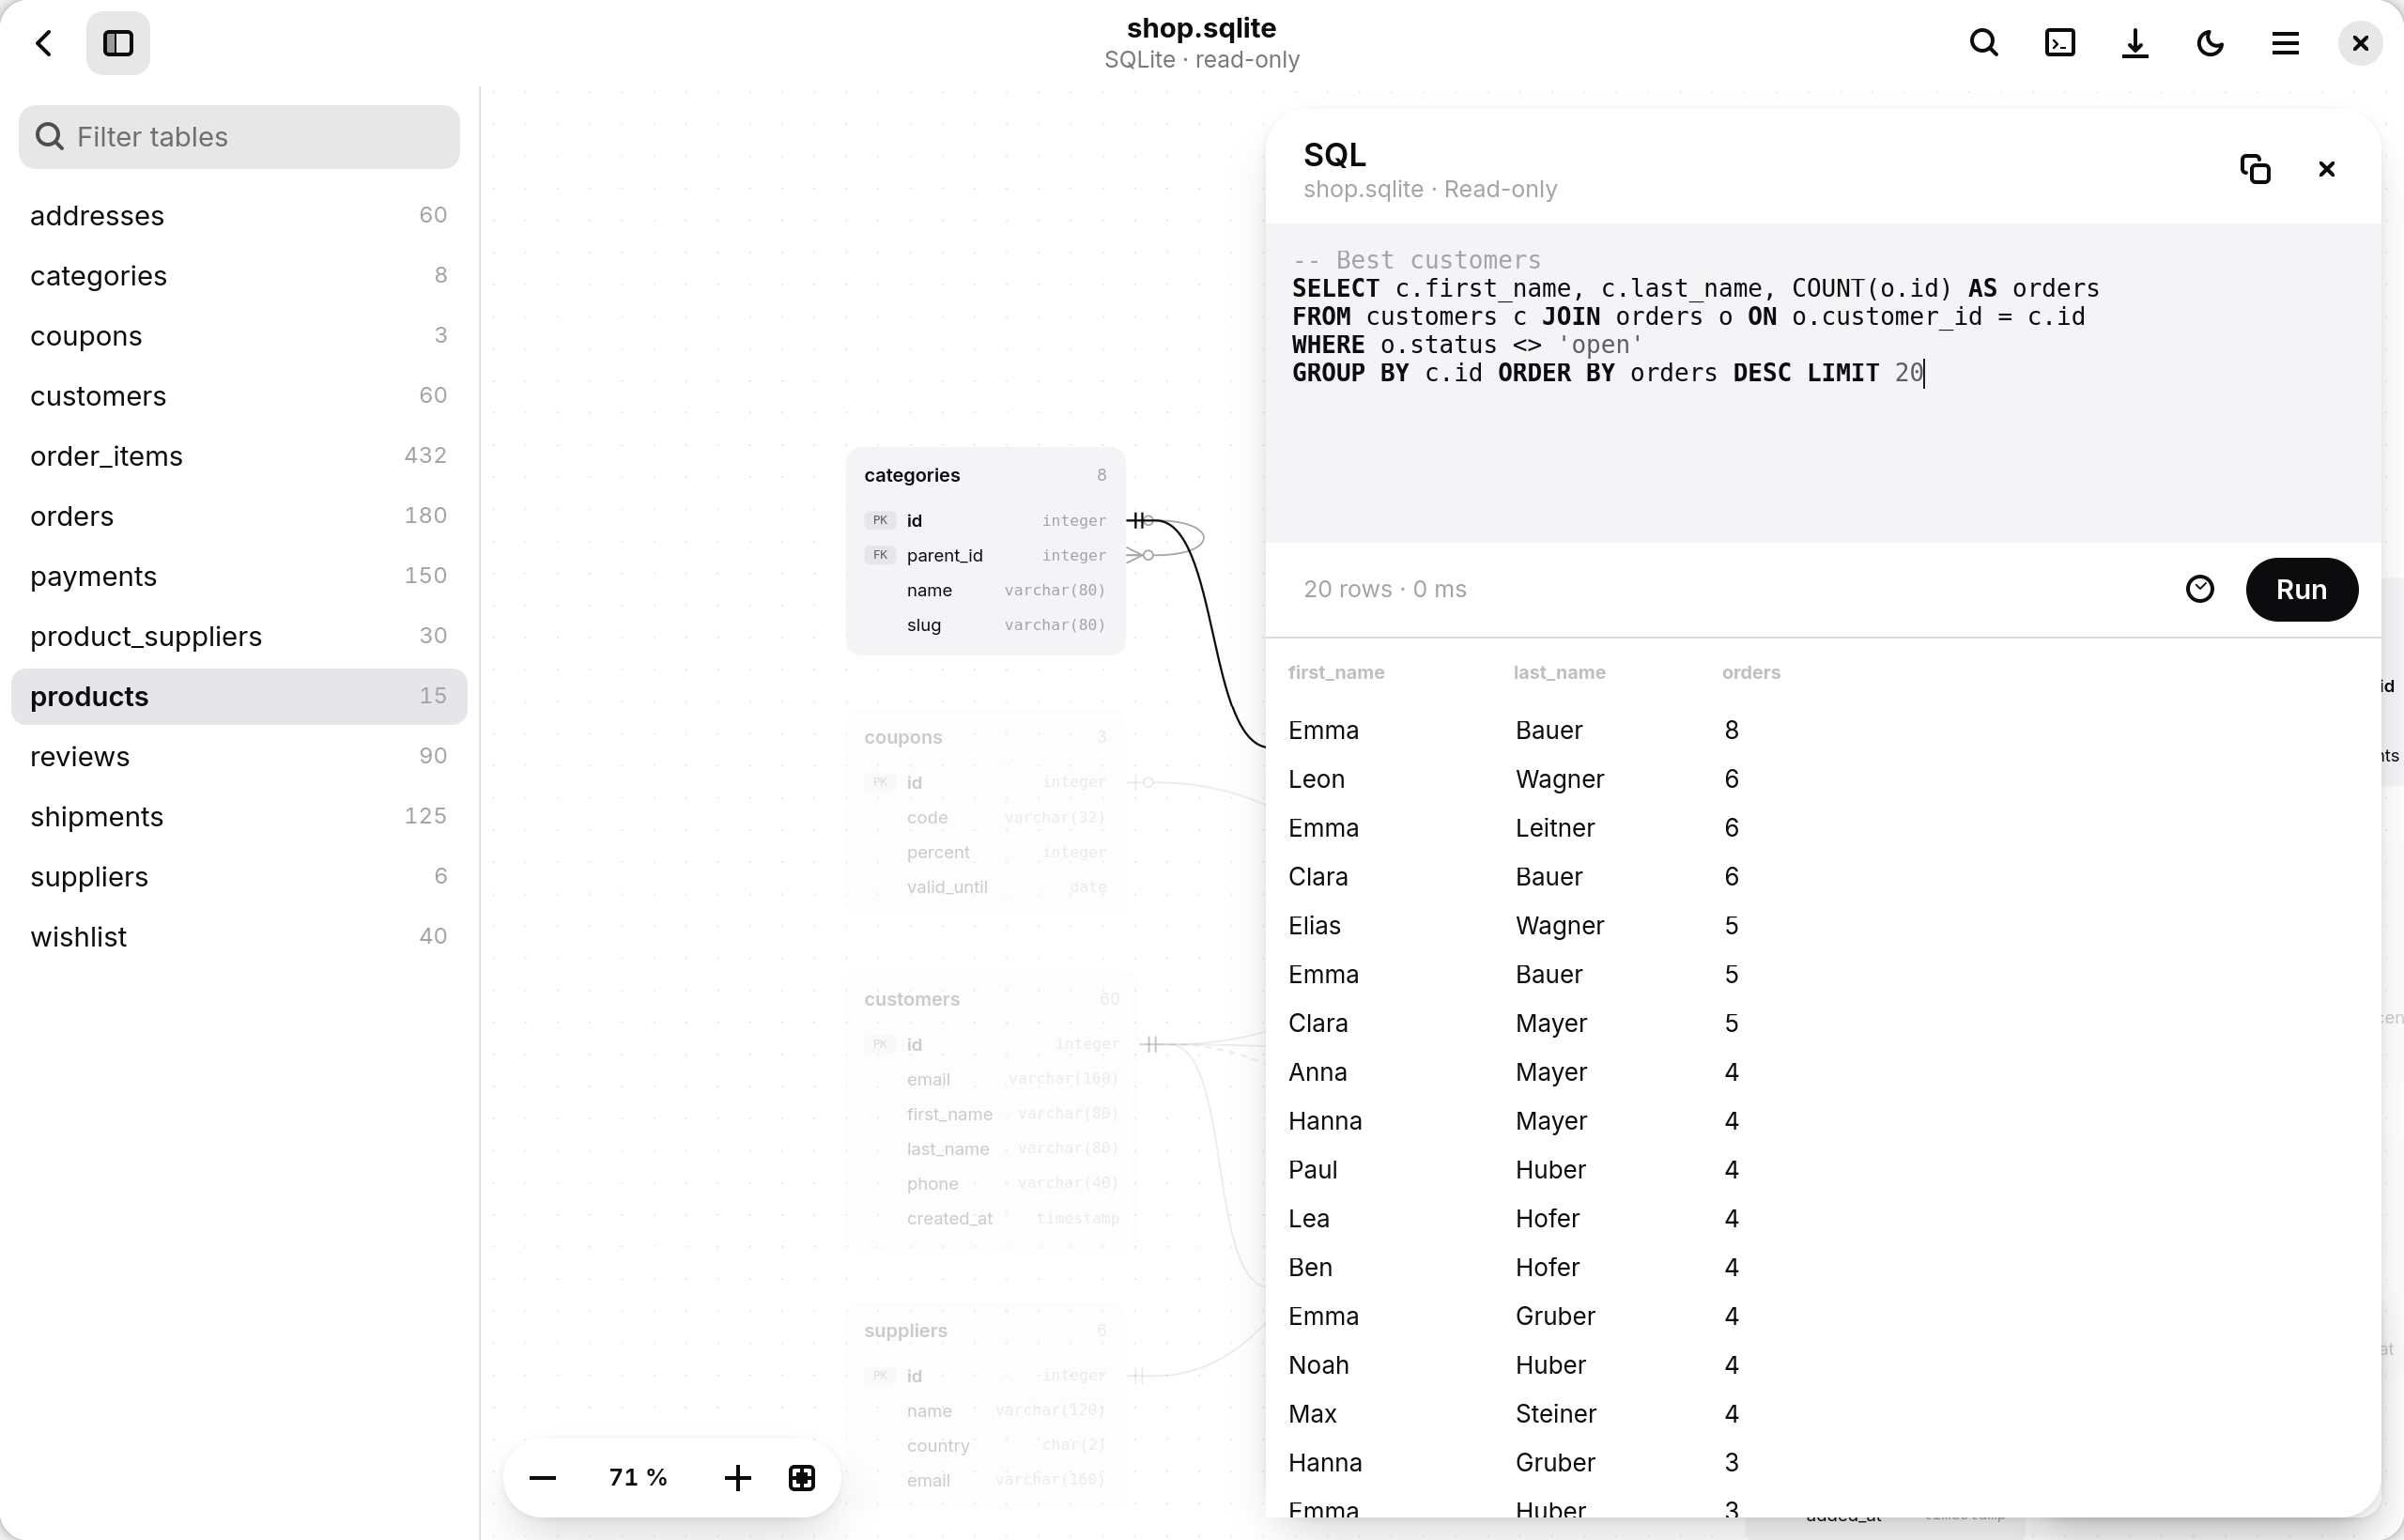 shop.sqlite
SQLite · read-only
Filter tables
addresses 60
categories 8
coupons 3
customers 60
order_items 432
orders 180
payments 150
product_suppliers 30
products 15
reviews 90
shipments 125
suppliers 6
wishlist 40
categories 8
PK id integer
FK parent_id integer
name varchar(80)
slug varchar(80)
coupons 3
PK id integer
code varchar(32)
percent integer
valid_until date
customers 60
PK id integer
email varchar(160)
first_name varchar(80)
last_name varchar(80)
phone varchar(40)
created_at timestamp
suppliers 6
PK id integer
name varchar(120)
country char(2)
email varchar(160)
71 %
SQL
shop.sqlite · Read-only
-- Best customers
SELECT c.first_name, c.last_name, COUNT(o.id) AS orders
FROM customers c JOIN orders o ON o.customer_id = c.id
WHERE o.status <> 'open'
GROUP BY c.id ORDER BY orders DESC LIMIT 20
20 rows · 0 ms
Run
first_name last_name orders
Emma Bauer 8
Leon Wagner 6
Emma Leitner 6
Clara Bauer 6
Elias Wagner 5
Emma Bauer 5
Clara Mayer 5
Anna Mayer 4
Hanna Mayer 4
Paul Huber 4
Lea Hofer 4
Ben Hofer 4
Emma Gruber 4
Noah Huber 4
Max Steiner 4
Hanna Gruber 3
Emma Huber 3
added_at timestamp
id